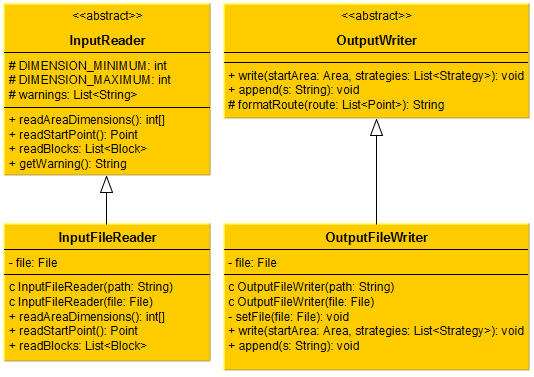 <<abstract>>
InputReader
# DIMENSION_MINIMUM: int
# DIMENSION_MAXIMUM: int
# warnings: List<String>
+ readAreaDimensions(): int[]
+ readStartPoint(): Point
+ readBlocks: List<Block>
+ getWarning(): String
<<abstract>>
OutputWriter
+ write(startArea: Area, strategies: List<Strategy>): void
+ append(s: String): void
# formatRoute(route: List<Point>): String
InputFileReader
- file: File
c InputFileReader(path: String)
c InputFileReader(file: File)
+ readAreaDimensions(): int[]
+ readStartPoint(): Point
+ readBlocks: List<Block>
OutputFileWriter
- file: File
c OutputFileWriter(path: String)
c OutputFileWriter(file: File)
- setFile(file: File): void
+ write(startArea: Area, strategies: List<Strategy>): void
+ append(s: String): void